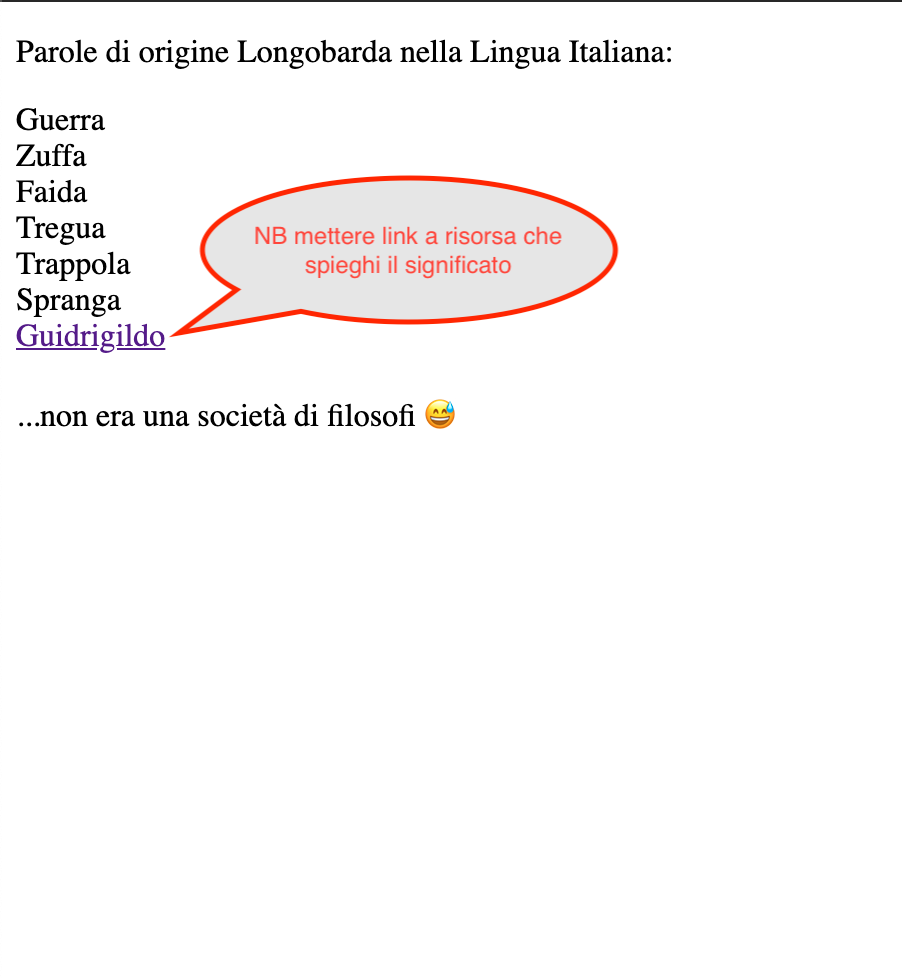 Parole di origine Longobarda nella Lingua Italiana:
Guerra
Zuffa
Faida
Tregua
Trappola
Spranga
Guidrigildo
NB mettere link a risorsa che
spieghi il significato
...non era una società di filosofi 😅